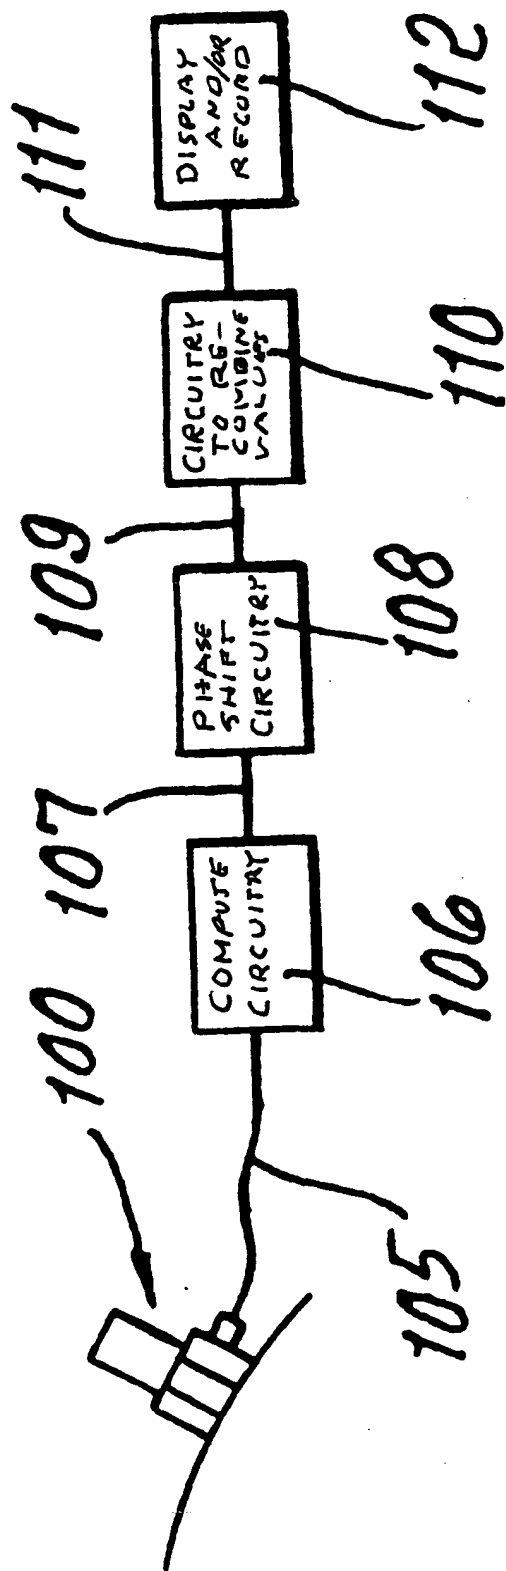 100
107
109
111
COMPUTE
CIRCUITRY
PHASE
SHIFT
CIRCUITRY
CIRCUITRY
TO RE-
COMBINE
VALUES
DISPLAY
AND/OR
RECORD
105
106
108
110
112